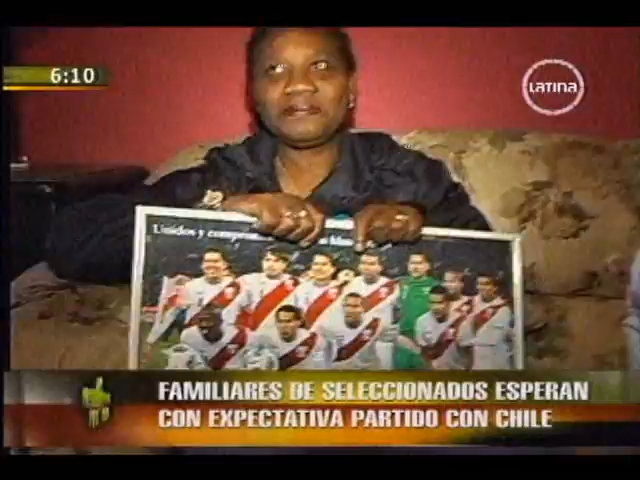 6:10
Latina
Unidos y
FAMILIARES DE SELECCIONADOS ESPERAN
CON EXPECTATIVA PARTIDO CON CHILE